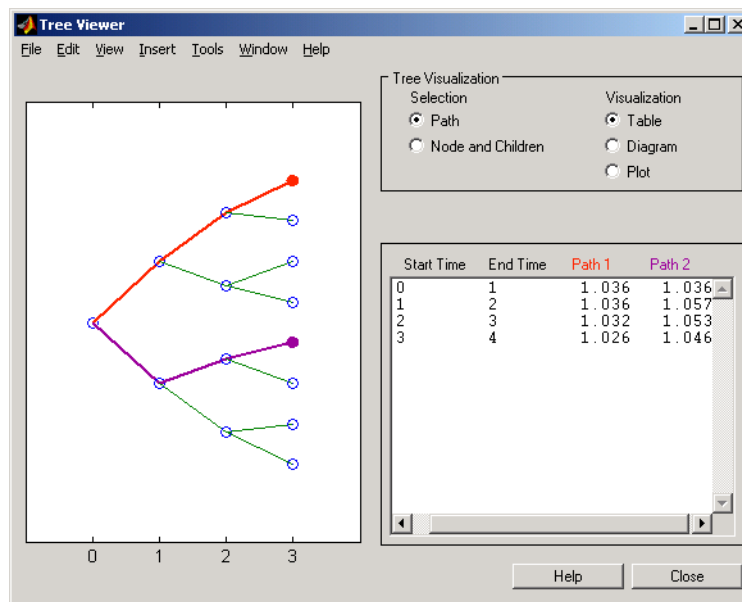 Tree Viewer
File Edit View Insert Tools Window Help
Tree Visualization
Selection Visualization
Path Table
Node and Children Diagram
Plot
Start Time End Time Path 1 Path 2
0 1 1.036 1.036
1 2 1.036 1.057
2 3 1.032 1.053
3 4 1.026 1.046
0 1 2 3
Help Close